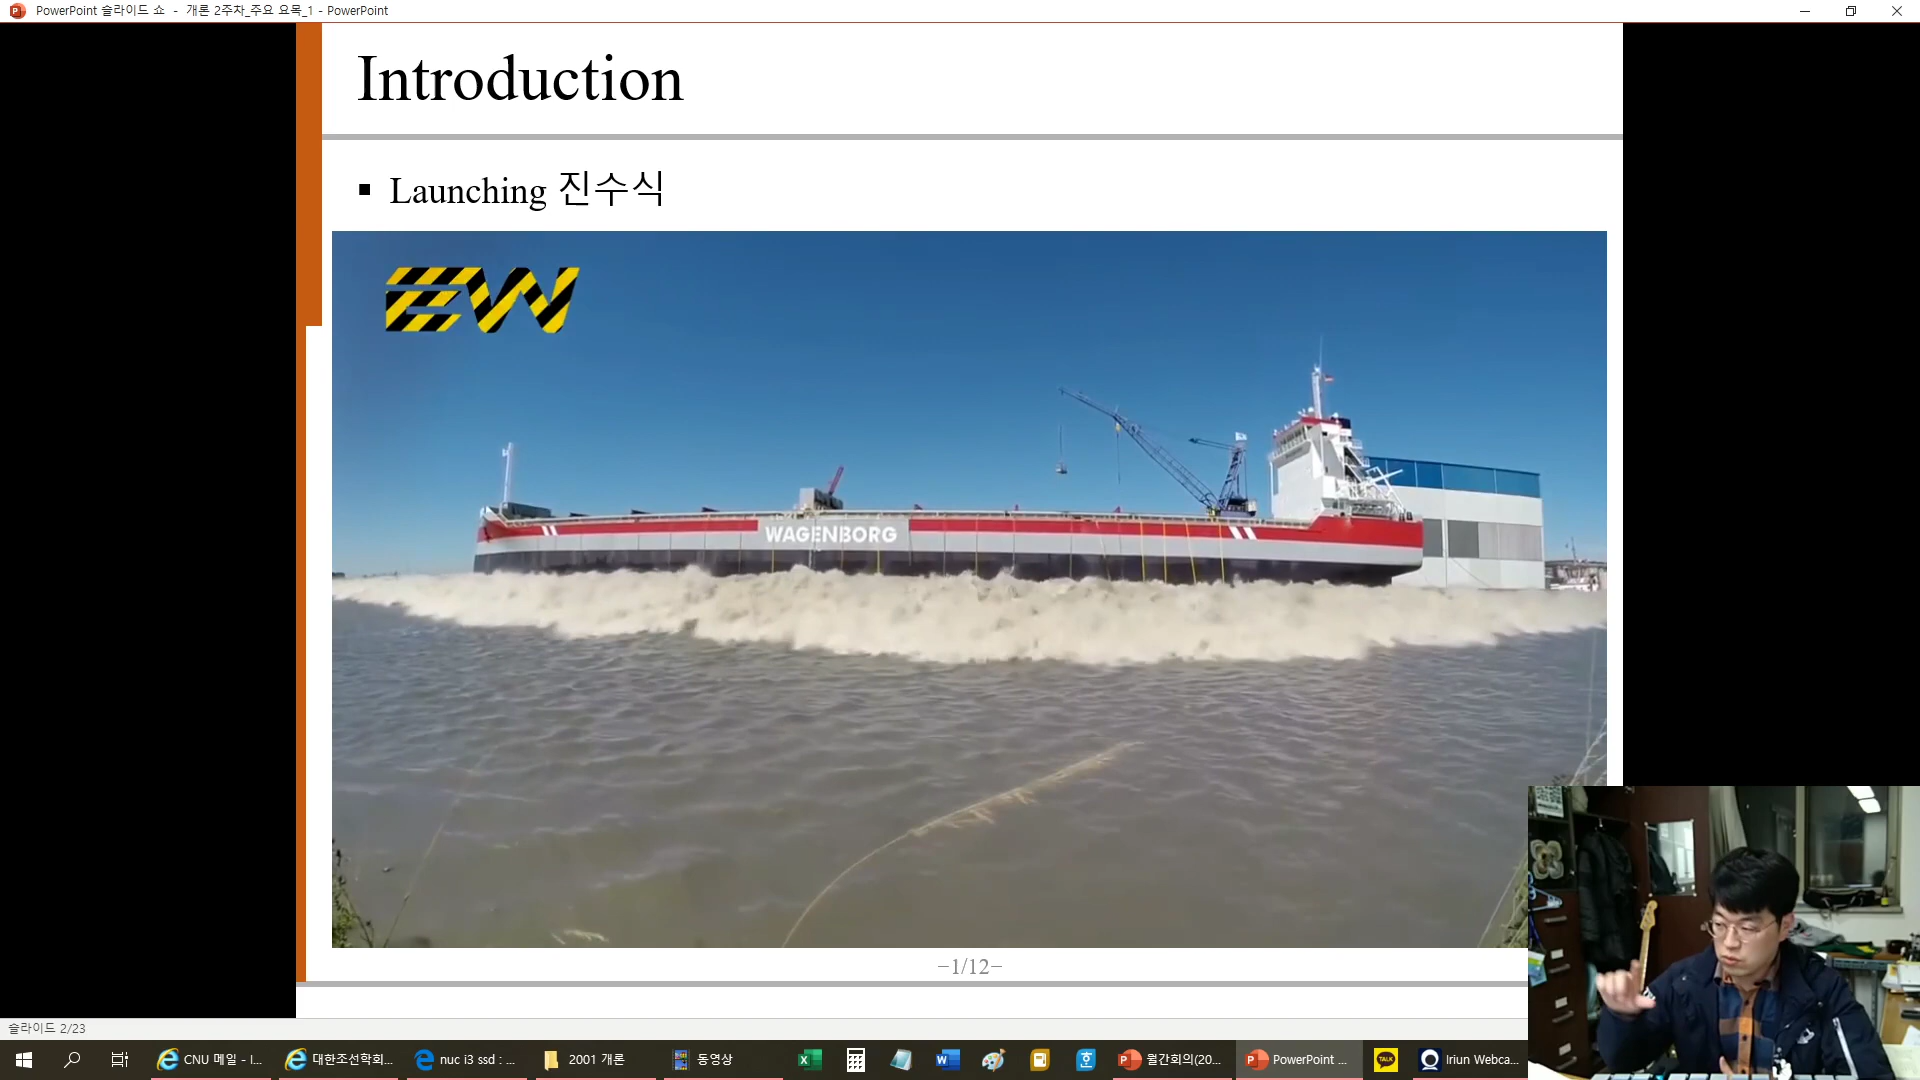 PowerPoint 슬라이드 쇼 - 개론 2주차_주요 요목_1 - PowerPoint
Introduction
▪ Launching 진수식
EW
WAGENBORG
−1/12−
슬라이드 2/23
CNU 메일 - I...
대한조선학회...
nuc i3 ssd : ...
2001 개론
동영상
월간회의(20...
PowerPoint ...
TALK
Iriun Webca...